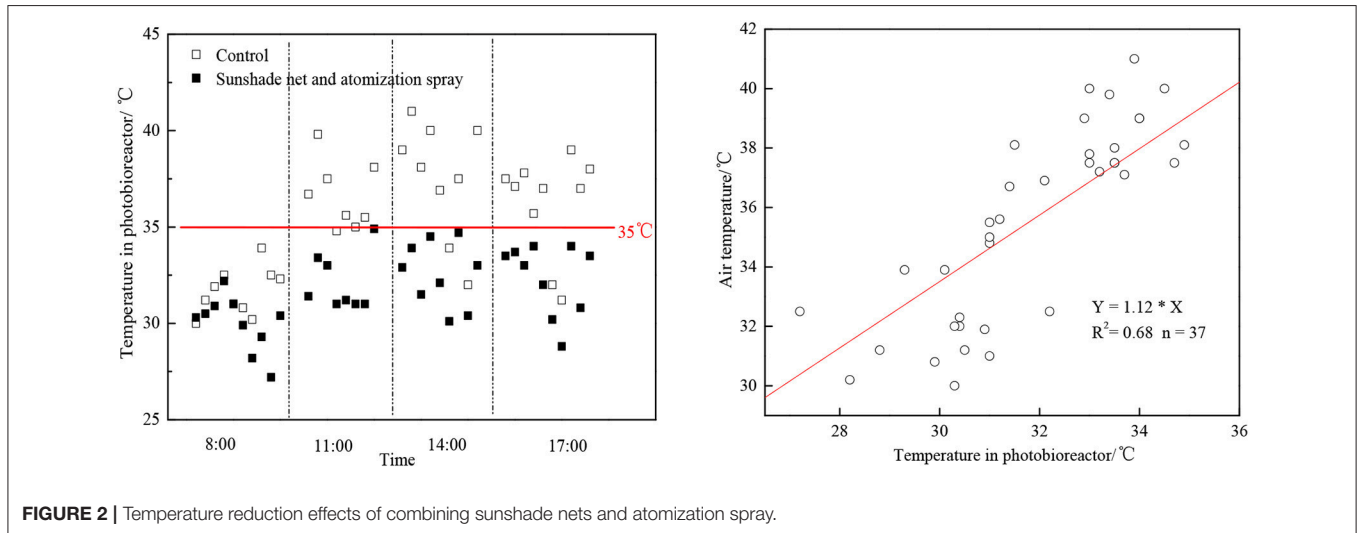 45
40
35
30
25
Temperature in photobioreactor/ ℃
Control
Sunshade net and atomization spray
35℃
8:00
11:00
14:00
17:00
Time
42
40
38
36
34
32
30
Air temperature/℃
Y = 1.12 * X
R²= 0.68 n = 37
28
30
32
34
36
Temperature in photobioreactor/℃
FIGURE 2 | Temperature reduction effects of combining sunshade nets and atomization spray.